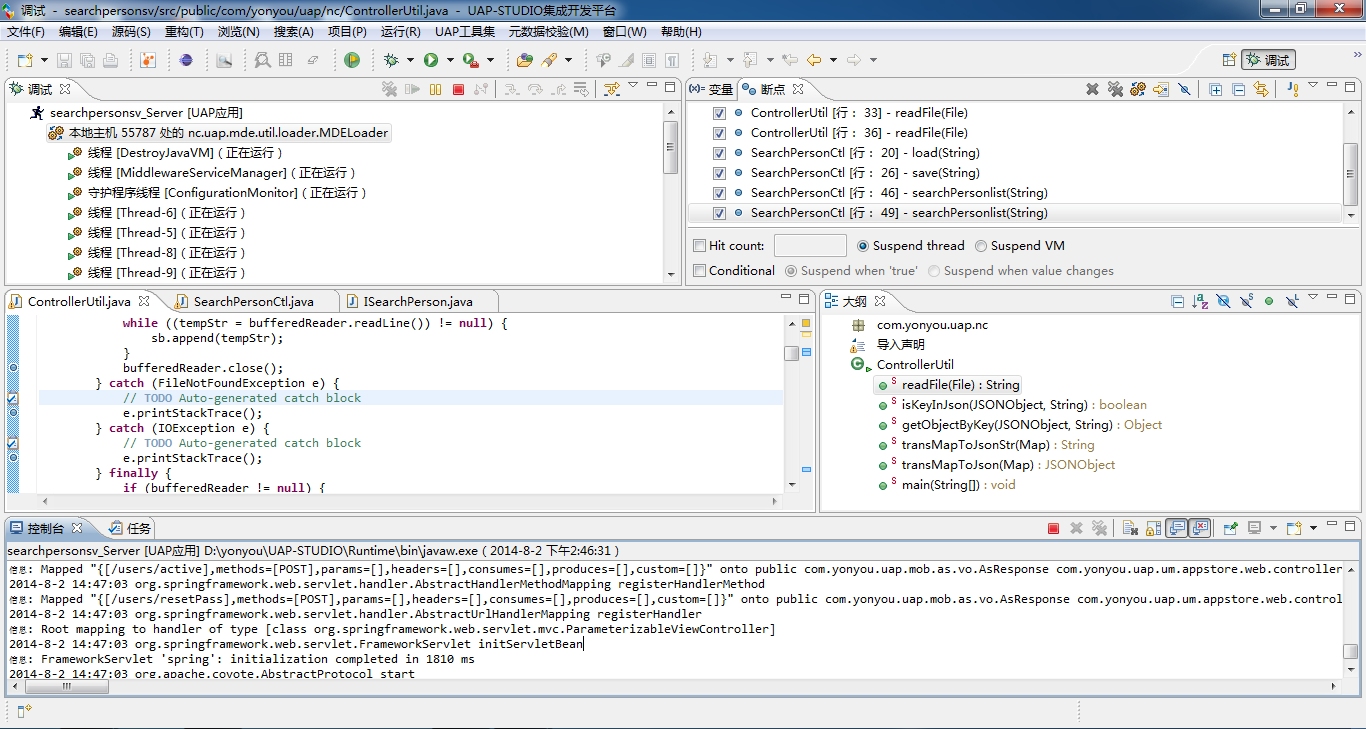 调试 - searchpersonsv/src/public/com/yonyou/uap/nc/ControllerUtil.java - UAP-STUDIO集成开发平台
文件(F) 编辑(E) 源码(S) 重构(T) 浏览(N) 搜索(A) 项目(P) 运行(R) UAP工具集 元数据校验(M) 窗口(W) 帮助(H)
调试
调试
searchpersonsv_Server [UAP应用]
本地主机 55787 处的 nc.uap.mde.util.loader.MDELoader
线程 [DestroyJavaVM] ( 正在运行 )
线程 [MiddlewareServiceManager] ( 正在运行 )
守护程序线程 [ConfigurationMonitor] ( 正在运行 )
线程 [Thread-6] ( 正在运行 )
线程 [Thread-5] ( 正在运行 )
线程 [Thread-8] ( 正在运行 )
线程 [Thread-9] ( 正在运行 )
变量 断点
ControllerUtil [行： 33] - readFile(File)
ControllerUtil [行： 36] - readFile(File)
SearchPersonCtl [行： 20] - load(String)
SearchPersonCtl [行： 26] - save(String)
SearchPersonCtl [行： 46] - searchPersonlist(String)
SearchPersonCtl [行： 49] - searchPersonlist(String)
Hit count: Suspend thread Suspend VM
Conditional Suspend when 'true' Suspend when value changes
ControllerUtil.java SearchPersonCtl.java ISearchPerson.java
while ((tempStr = bufferedReader.readLine()) != null) {
sb.append(tempStr);
}
bufferedReader.close();
} catch (FileNotFoundException e) {
// TODO Auto-generated catch block
e.printStackTrace();
} catch (IOException e) {
// TODO Auto-generated catch block
e.printStackTrace();
} finally {
if (bufferedReader != null) {
大纲
com.yonyou.uap.nc
导入声明
ControllerUtil
readFile(File) : String
isKeyInJson(JSONObject, String) : boolean
getObjectByKey(JSONObject, String) : Object
transMapToJsonStr(Map) : String
transMapToJson(Map) : JSONObject
main(String[]) : void
控制台 任务
searchpersonsv_Server [UAP应用] D:\yonyou\UAP-STUDIO\Runtime\bin\javaw.exe ( 2014-8-2 下午2:46:31 )
信息: Mapped "{[/users/active],methods=[POST],params=[],headers=[],consumes=[],produces=[],custom=[]}" onto public com.yonyou.uap.mob.as.vo.AsResponse com.yonyou.uap.um.appstore.web.controller
2014-8-2 14:47:03 org.springframework.web.servlet.handler.AbstractHandlerMethodMapping registerHandlerMethod
信息: Mapped "{[/users/resetPass],methods=[POST],params=[],headers=[],consumes=[],produces=[],custom=[]}" onto public com.yonyou.uap.mob.as.vo.AsResponse com.yonyou.uap.um.appstore.web.contro
2014-8-2 14:47:03 org.springframework.web.servlet.handler.AbstractUrlHandlerMapping registerHandler
信息: Root mapping to handler of type [class org.springframework.web.servlet.mvc.ParameterizableViewController]
2014-8-2 14:47:03 org.springframework.web.servlet.FrameworkServlet initServletBean
信息: FrameworkServlet 'spring': initialization completed in 1810 ms
2014-8-2 14:47:03 org.apache.coyote.AbstractProtocol start